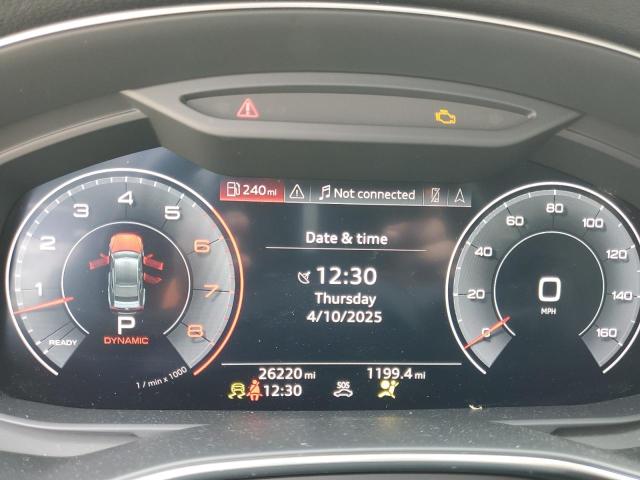 240 mi
Not connected
Date & time
12:30
Thursday
4/10/2025
1 2 3 4 5 6 7 8
READY
P
DYNAMIC
1 / min x 1000
0 20 40 60 80 100 120 140 160
0
MPH
26220 mi 1199.4 mi
12:30 SOS